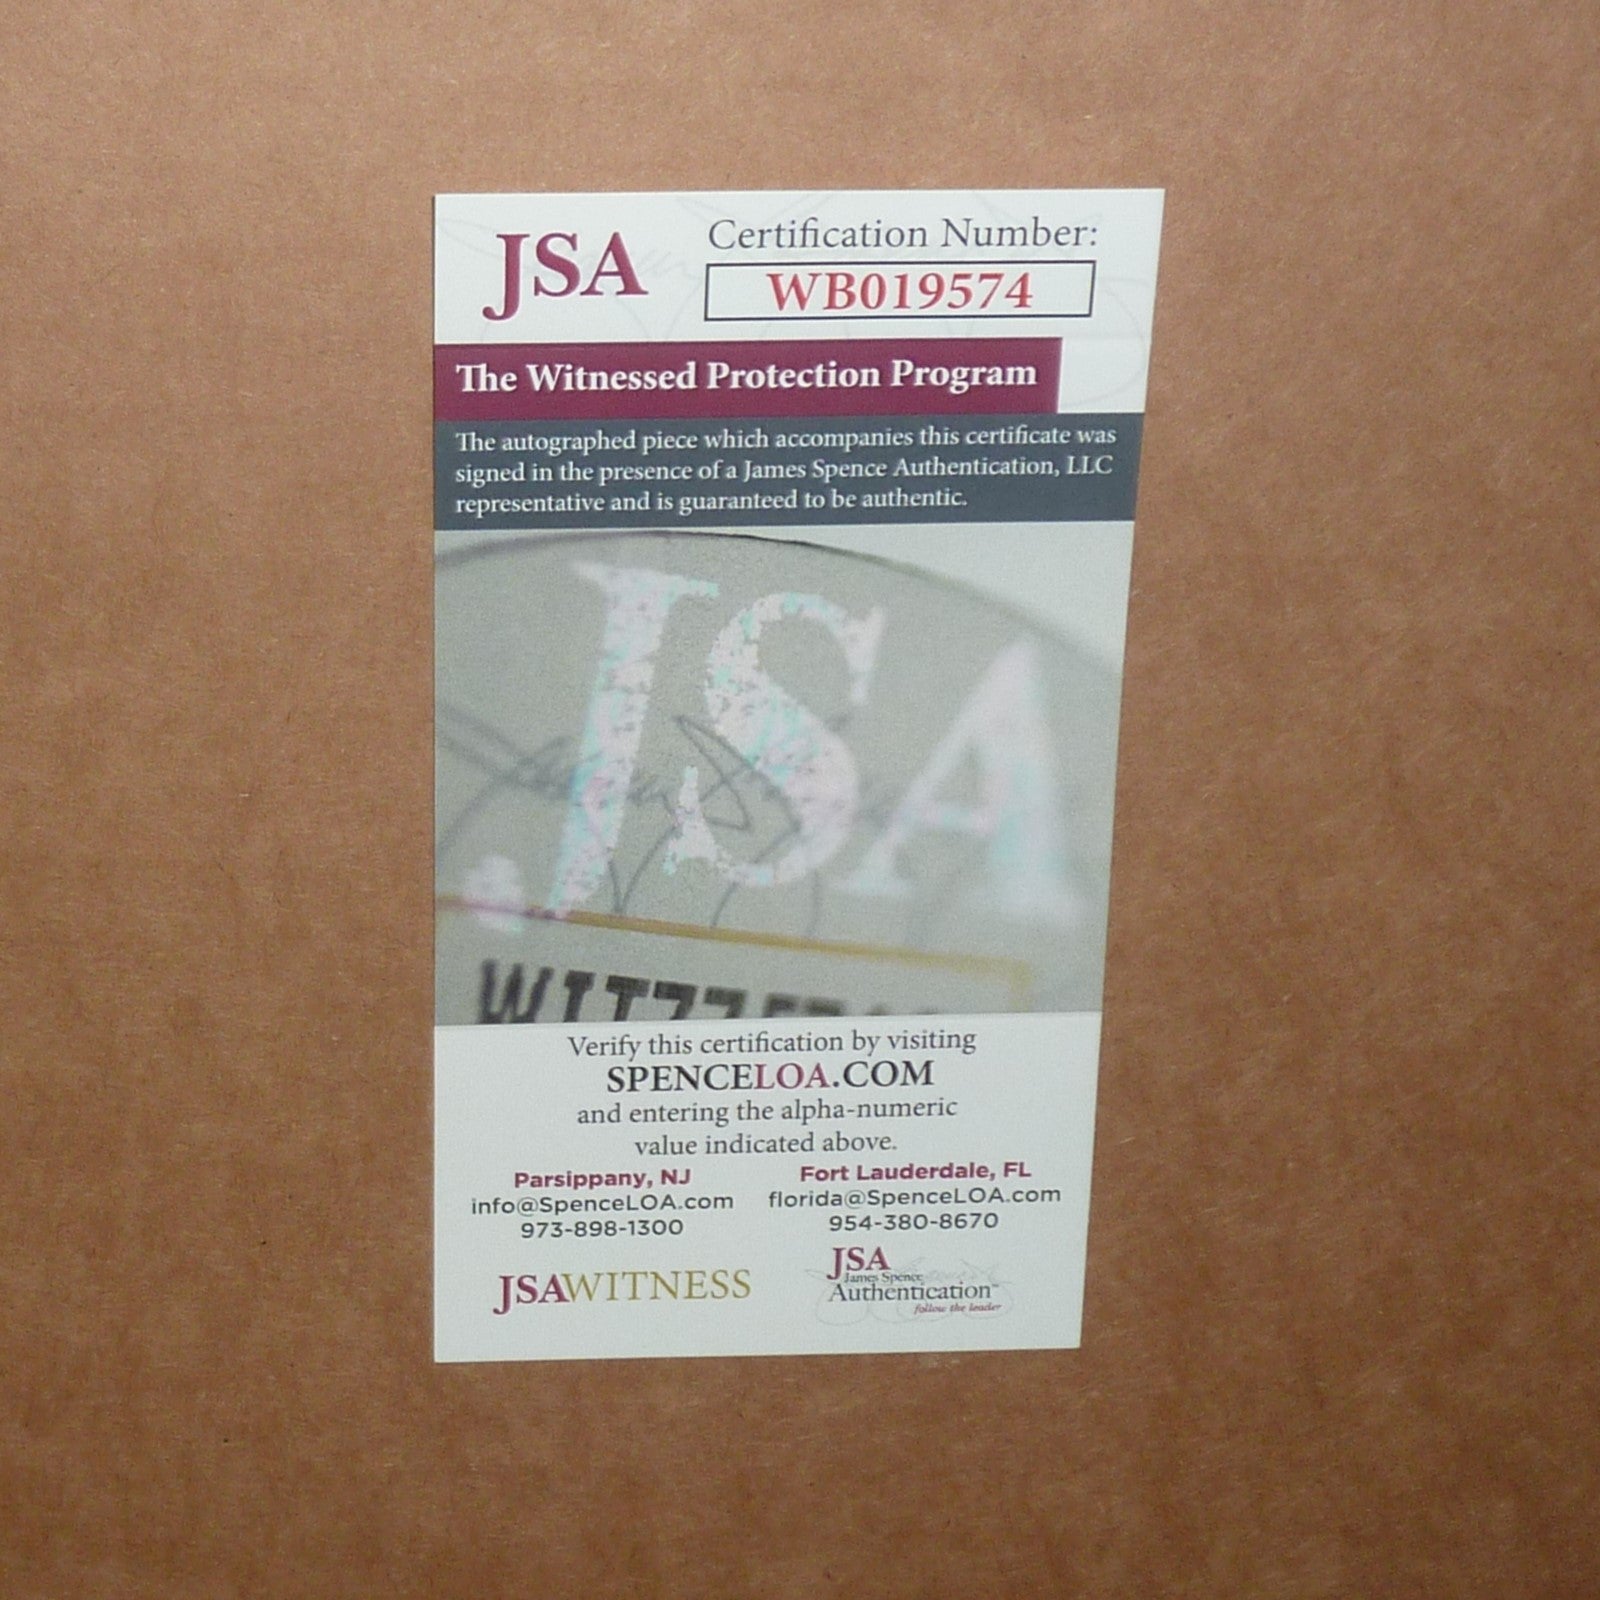 JSA
Certification Number:
WB019574
The Witnessed Protection Program
The autographed piece which accompanies this certificate was
signed in the presence of a James Spence Authentication, LLC
representative and is guaranteed to be authentic.
JSA
Verify this certification by visiting
SPENCELOA.COM
and entering the alpha-numeric
value indicated above.
Parsippany, NJ
info@SpenceLOA.com
973-898-1300
Fort Lauderdale, FL
florida@SpenceLOA.com
954-380-8670
JSAWITNESS
JSA
James Spence
Authentication™
follow the leader